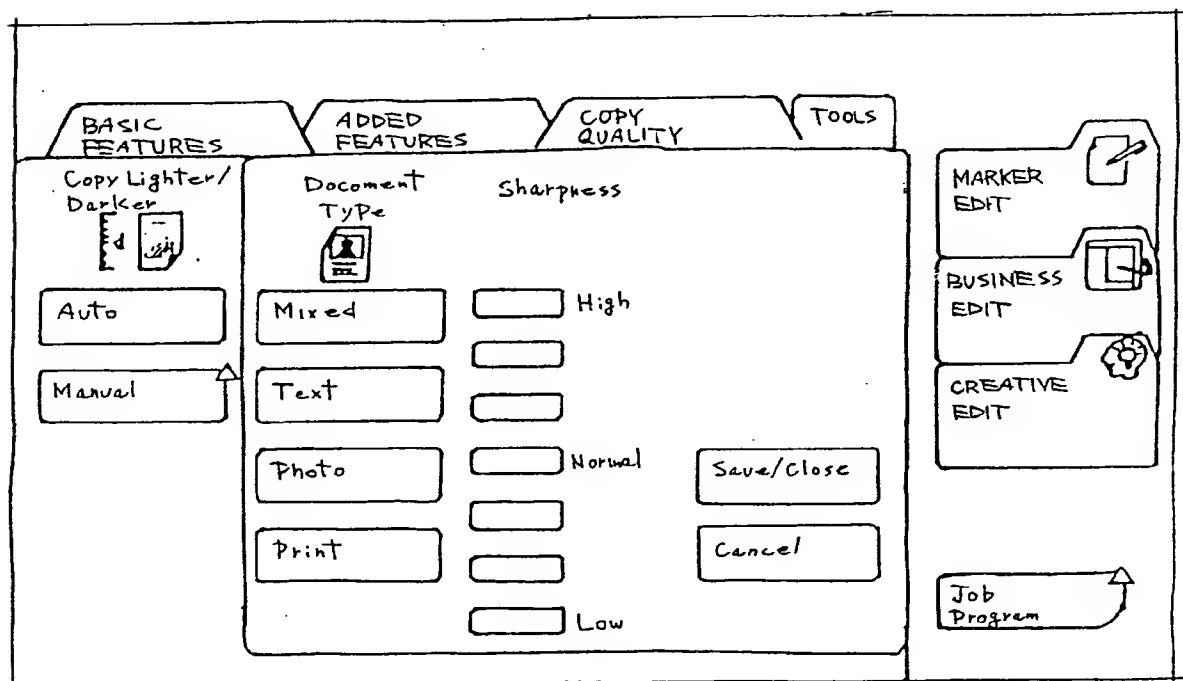 BASIC
FEATURES
ADDED
FEATURES
COPY
QUALITY
TOOLS
Copy Lighter/
Darker
Auto
Manual
Docoment
Type
Mixed
Text
Photo
Print
Sharpness
High
Normal
Low
Save/Close
Cancel
MARKER
EDIT
BUSINESS
EDIT
CREATIVE
EDIT
Job
Program